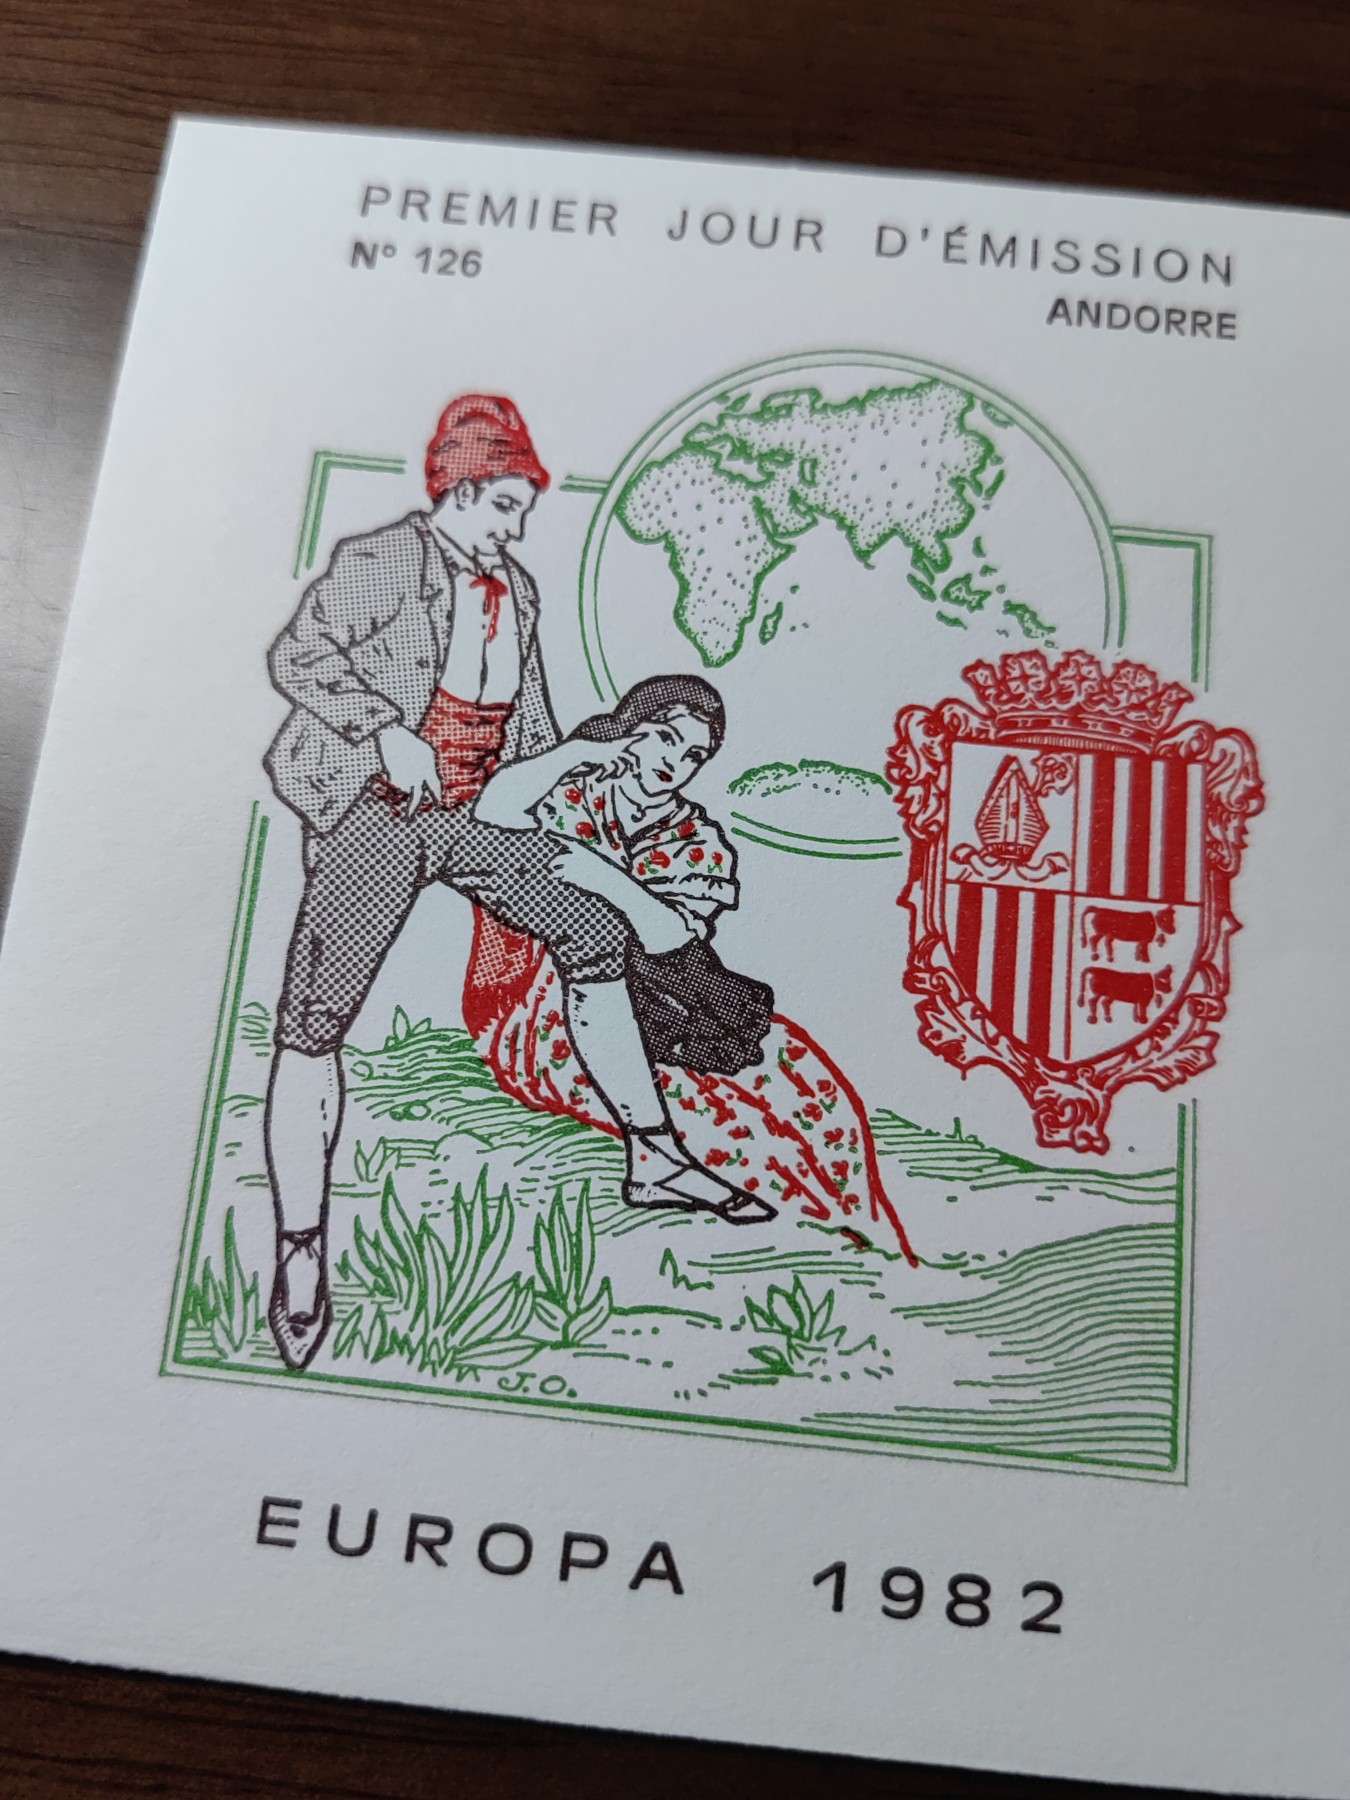 PREMIER JOUR D'ÉMISSION
N° 126
ANDORRE
J.O.
EUROPA 1982